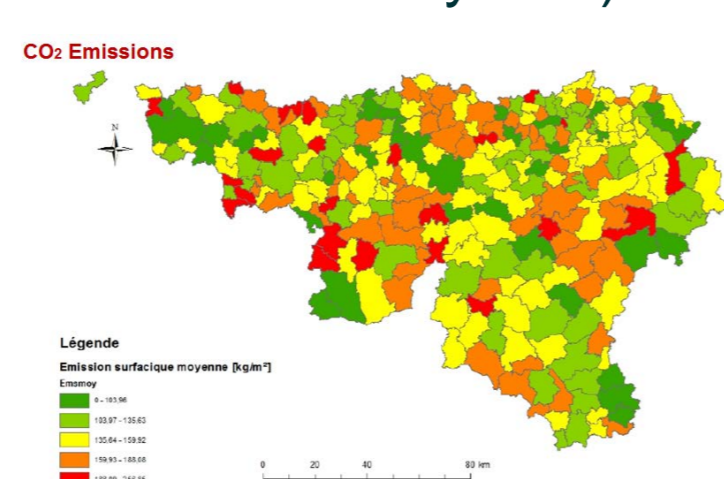 CO2 Emissions
N
Légende
Emission surfacique moyenne [kg/m²]
Emsmoy
0 - 103,96
103,97 - 135,63
135,64 - 159,92
159,93 - 188,68
0 20 40 80 km